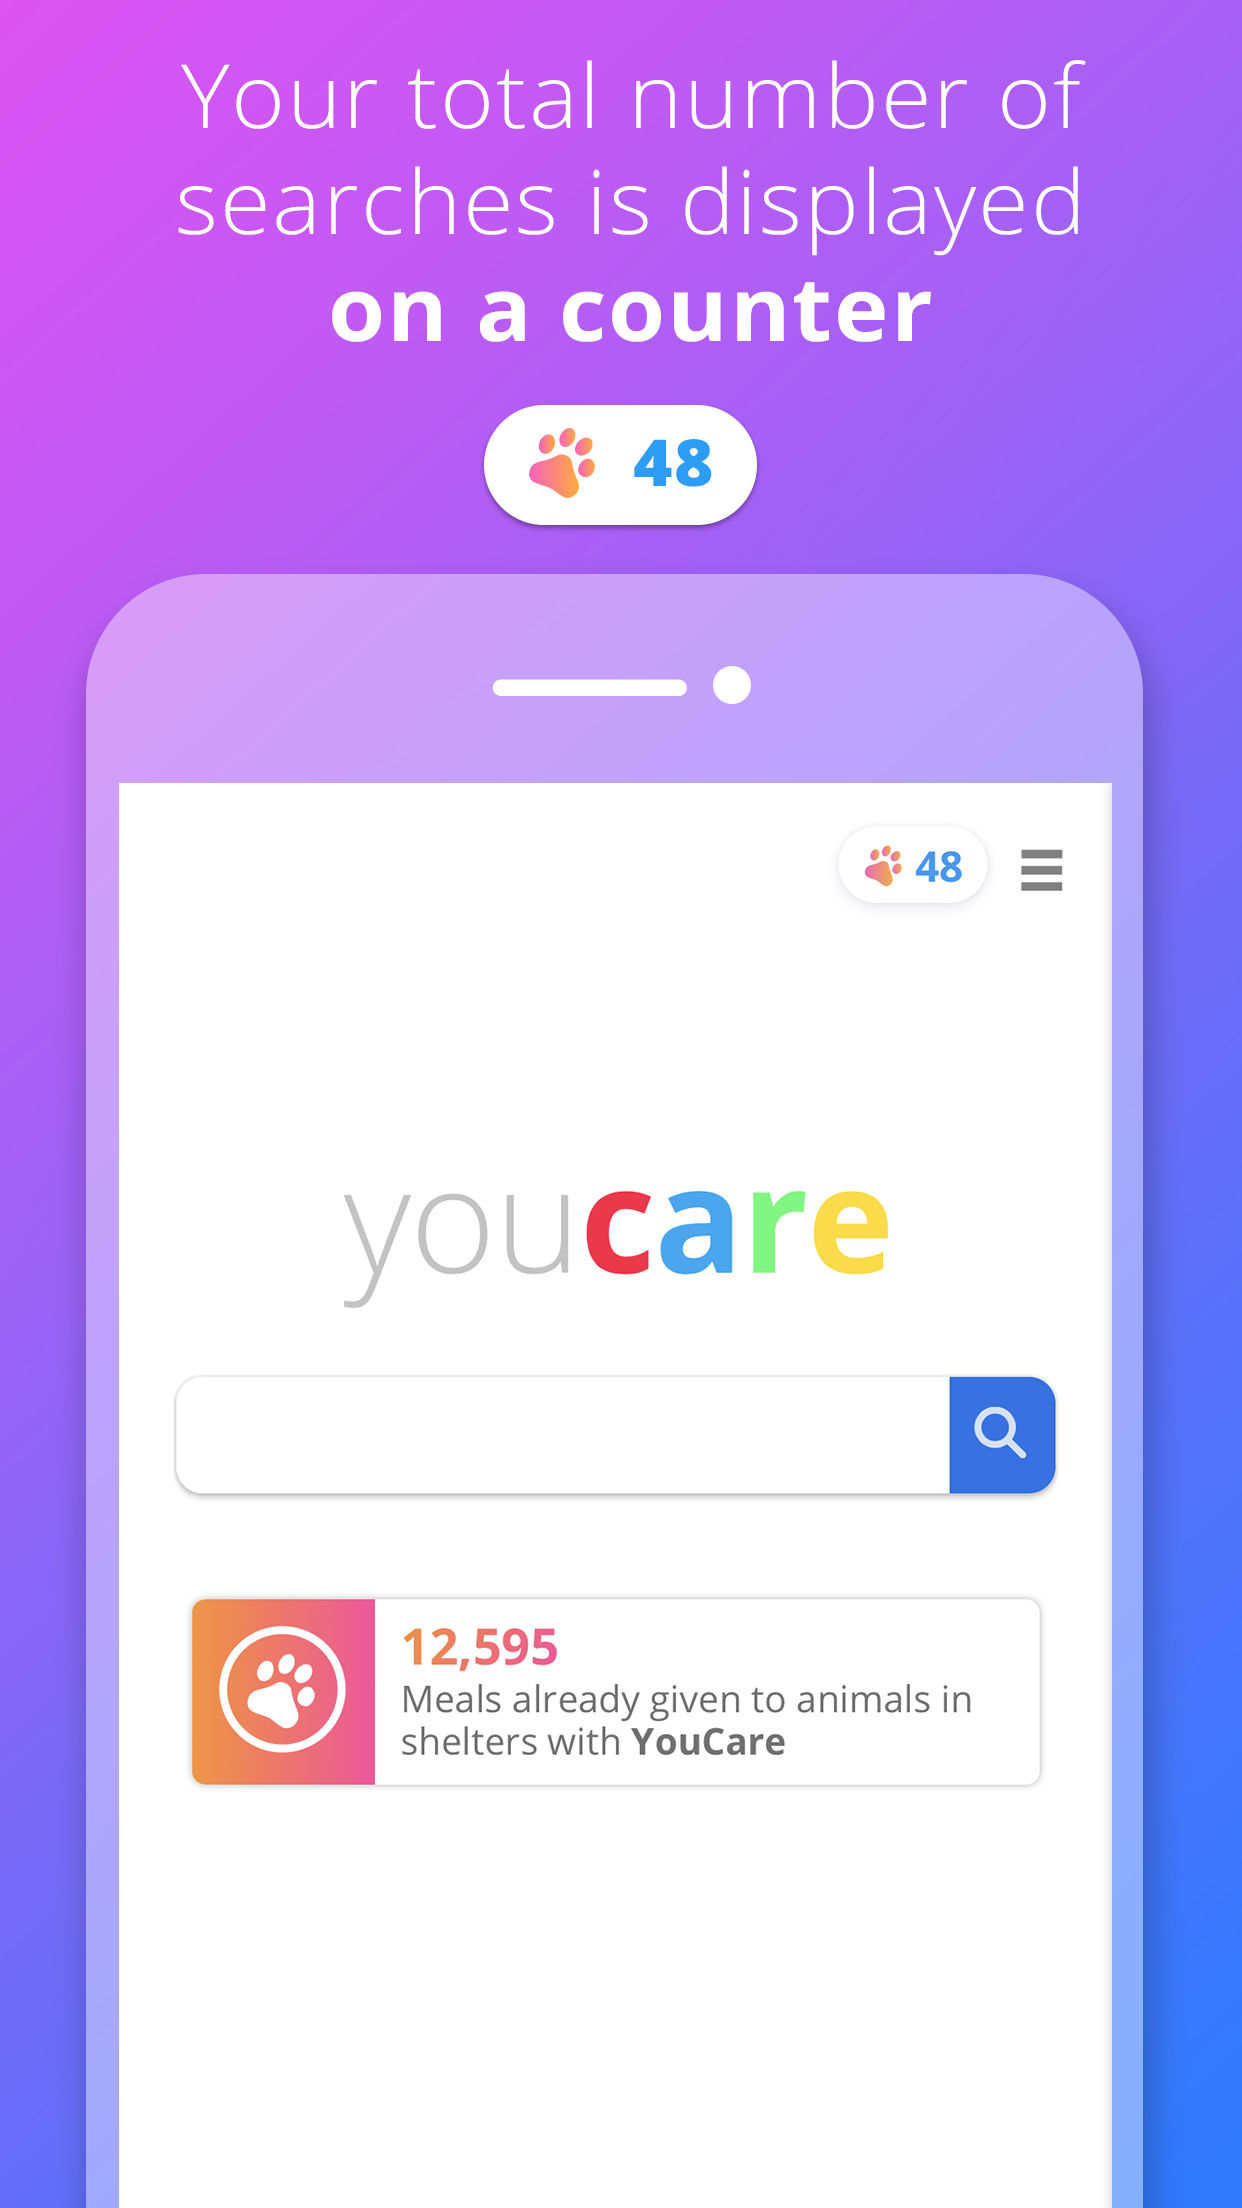 Your total number of
searches is displayed
on a counter
48
48
youcare
12,595
Meals already given to animals in
shelters with YouCare